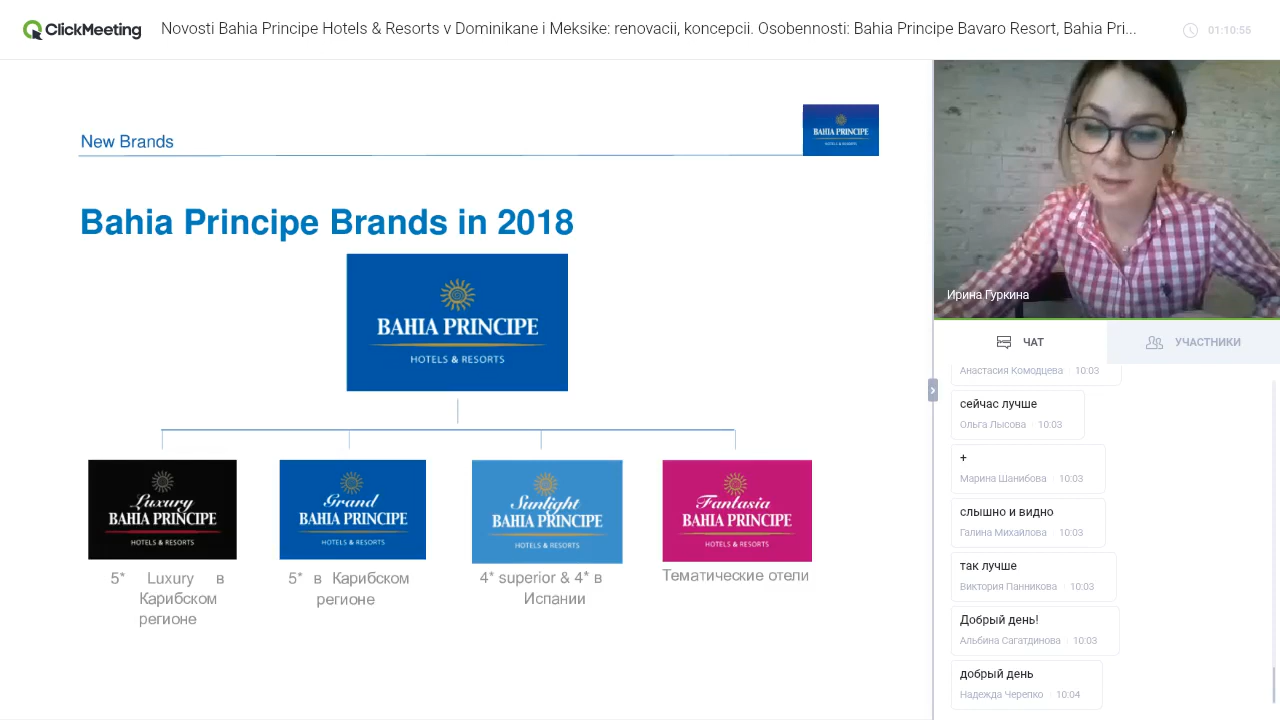 ClickMeeting
Novosti Bahia Principe Hotels & Resorts v Dominikane i Meksike: renovacii, koncepcii. Osobennosti: Bahia Principe Bavaro Resort, Bahia Pri...
01:10:55
New Brands
BAHIA PRINCIPE
HOTELS & RESORTS
Bahia Principe Brands in 2018
BAHIA PRINCIPE
HOTELS & RESORTS
Luxury
BAHIA PRINCIPE
HOTELS & RESORTS
5* Luxury в
Карибском
регионе
Grand
BAHIA PRINCIPE
HOTELS & RESORTS
5* в Карибском
регионе
Sunlight
BAHIA PRINCIPE
HOTELS & RESORTS
4* superior & 4* в
Испании
Fantasia
BAHIA PRINCIPE
HOTELS & RESORTS
Тематические отели
Ирина Гуркина
ЧАТ
УЧАСТНИКИ
Анастасия Комодцева · 10:03
сейчас лучше
Ольга Лысова · 10:03
+
Марина Шанибова · 10:03
слышно и видно
Галина Михайлова · 10:03
так лучше
Виктория Панникова · 10:03
Добрый день!
Альбина Сагатдинова · 10:03
добрый день
Надежда Черепко · 10:04